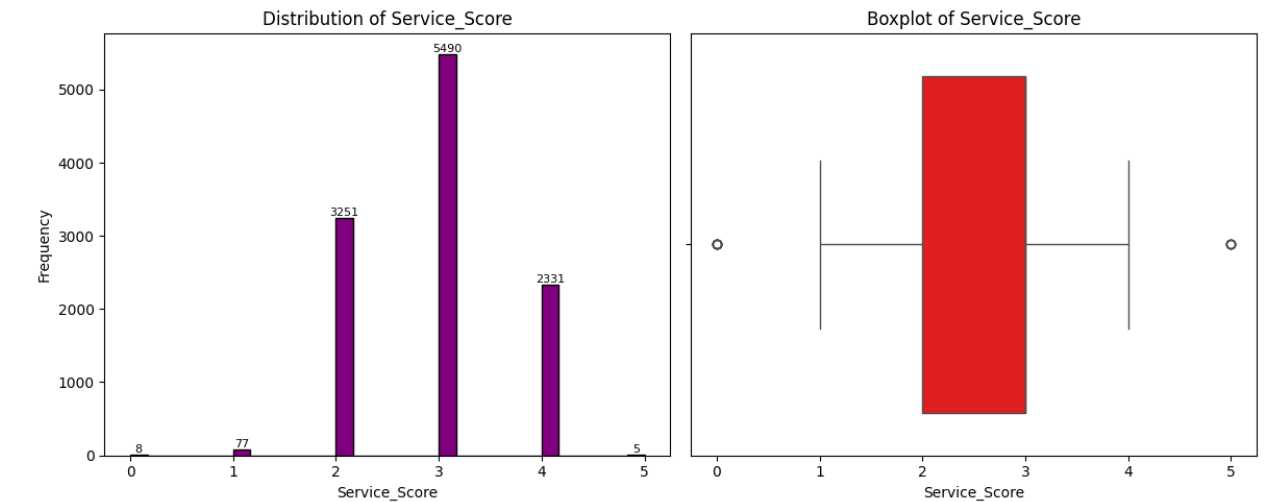 Distribution of Service_Score
Frequency
5000
4000
3000
2000
1000
0
8
77
3251
5490
2331
5
0 1 2 3 4 5
Service_Score
Boxplot of Service_Score
0 1 2 3 4 5
Service_Score